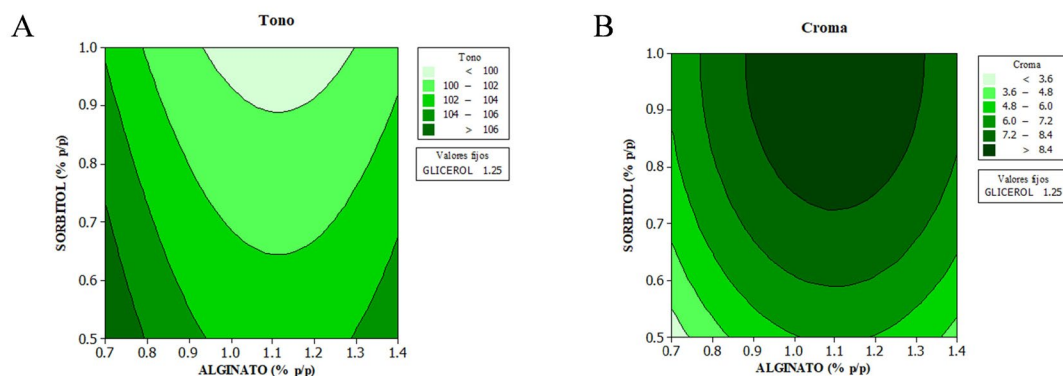 A
Tono
1.0
0.9
0.8
0.7
0.6
0.5
SORBITOL (% p/p)
0.7 0.8 0.9 1.0 1.1 1.2 1.3 1.4
ALGINATO (% p/p)
Tono
< 100
100 – 102
102 – 104
104 – 106
> 106
Valores fijos
GLICEROL 1.25
B
Croma
1.0
0.9
0.8
0.7
0.6
0.5
SORBITOL (% p/p)
0.7 0.8 0.9 1.0 1.1 1.2 1.3 1.4
ALGINATO (% p/p)
Croma
< 3.6
3.6 – 4.8
4.8 – 6.0
6.0 – 7.2
7.2 – 8.4
> 8.4
Valores fijos
GLICEROL 1.25